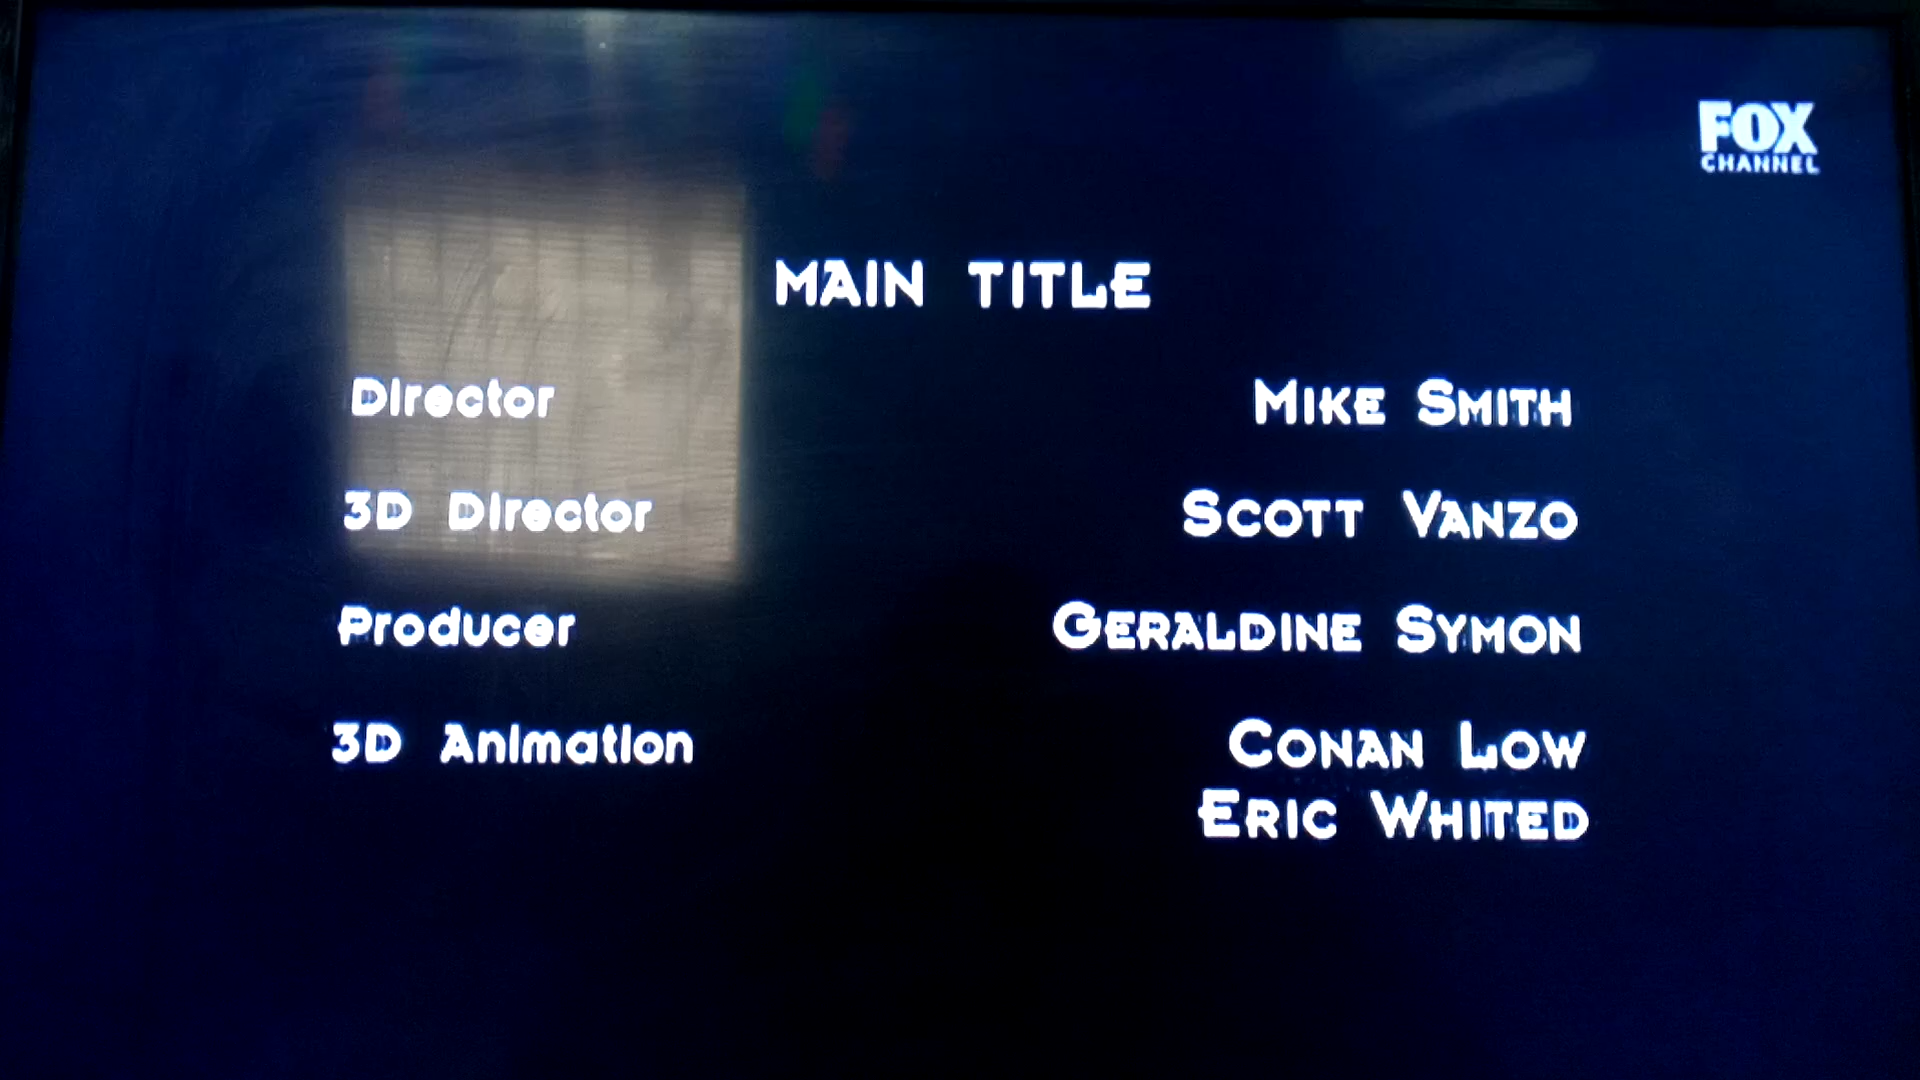 FOX
CHANNEL
MAIN TITLE
Director MIKE SMITH
3D Director SCOTT VANZO
Producer GERALDINE SYMON
3D Animation CONAN LOW
ERIC WHITED